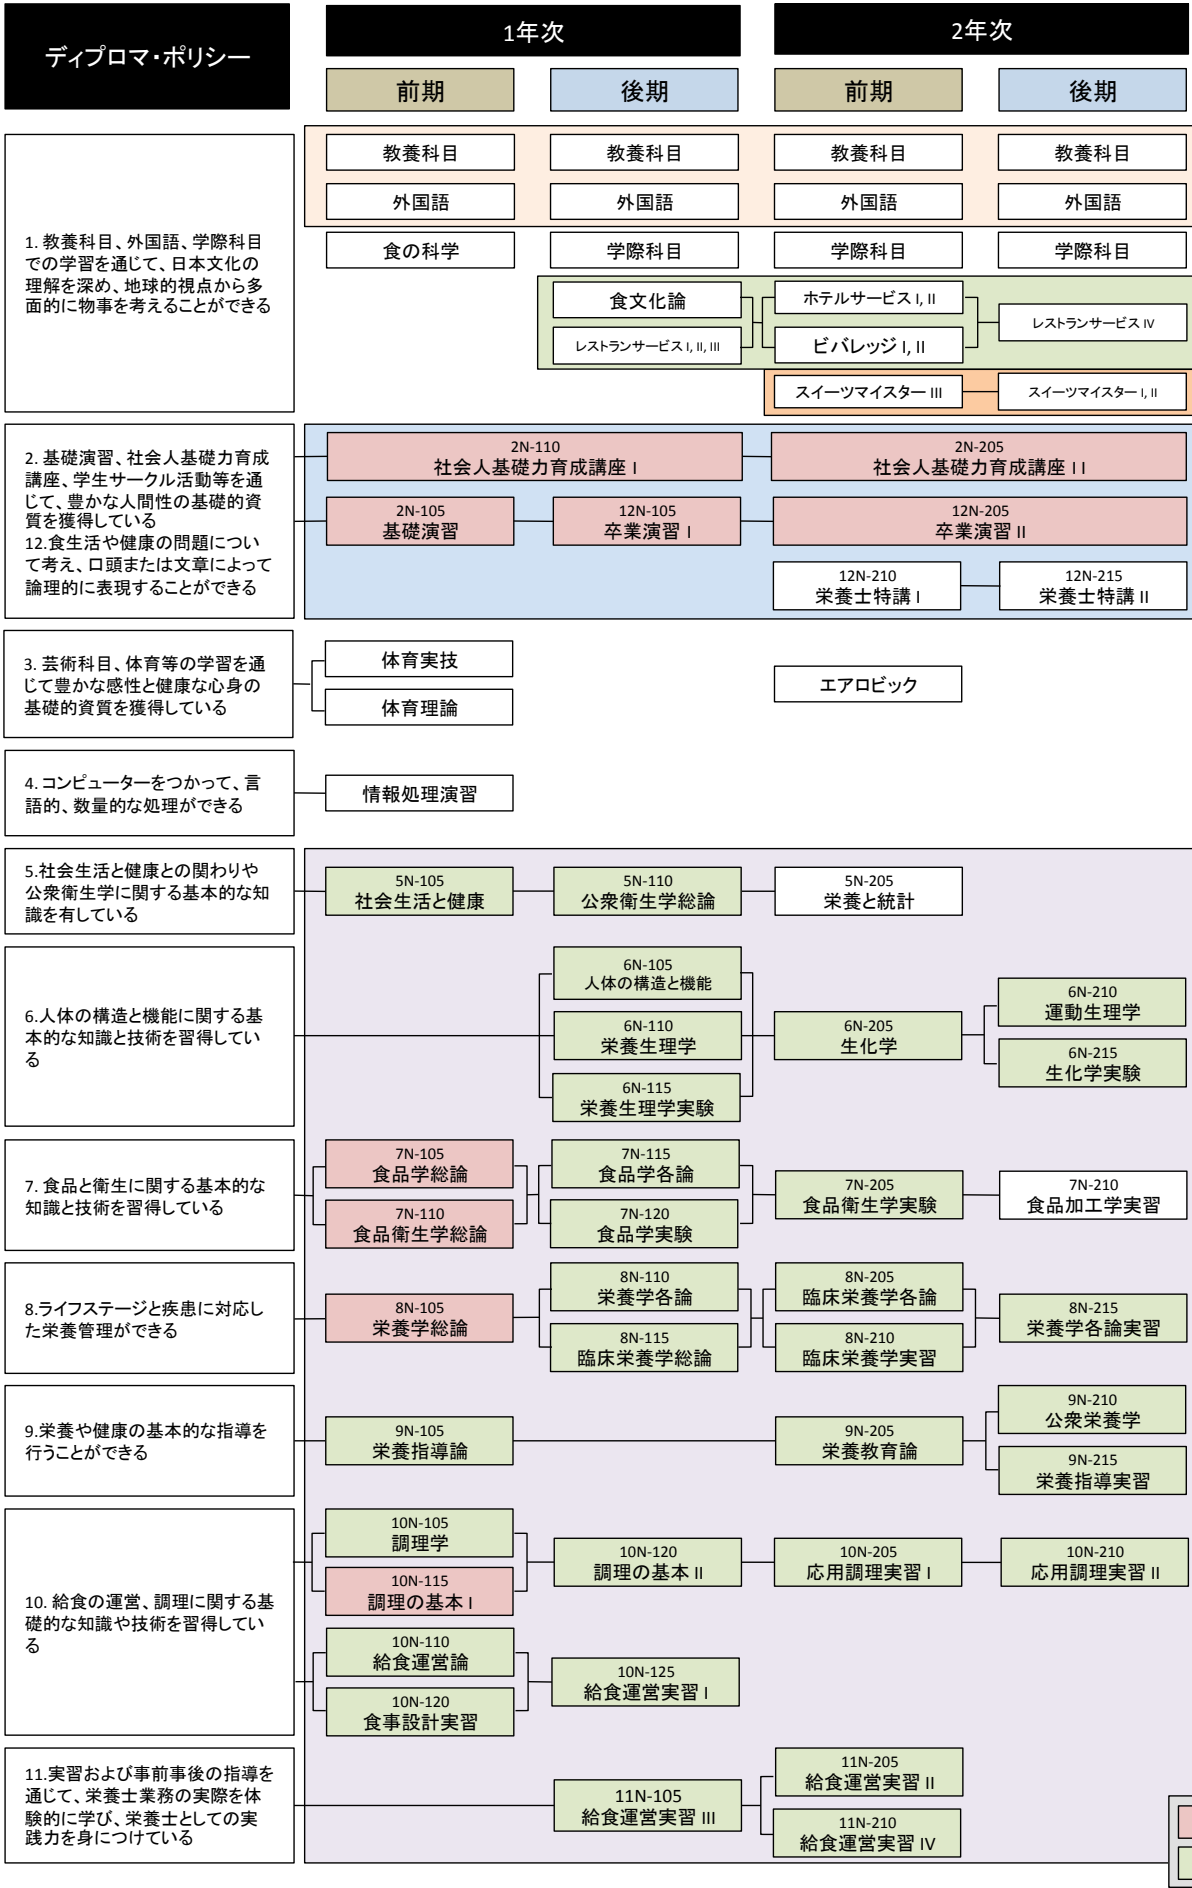 ディプロマ・ポリシー
1年次
2年次
前期
後期
前期
後期
1. 教養科目、外国語、学際科目
での学習を通じて、日本文化の
理解を深め、地球的視点から多
面的に物事を考えることができる
教養科目
教養科目
教養科目
教養科目
外国語
外国語
外国語
外国語
食の科学
学際科目
学際科目
学際科目
食文化論
ホテルサービス I, II
レストランサービス IV
レストランサービス I, II, III
ビバレッジ I, II
スイーツマイスター III
スイーツマイスター I, II
2. 基礎演習、社会人基礎力育成
講座、学生サークル活動等を通
じて、豊かな人間性の基礎的資
質を獲得している
12.食生活や健康の問題につい
て考え、口頭または文章によって
論理的に表現することができる
2N-110
社会人基礎力育成講座 I
2N-205
社会人基礎力育成講座 I I
2N-105
基礎演習
12N-105
卒業演習 I
12N-205
卒業演習 II
12N-210
栄養士特講 I
12N-215
栄養士特講 II
3. 芸術科目、体育等の学習を通
じて豊かな感性と健康な心身の
基礎的資質を獲得している
体育実技
体育理論
エアロビック
4. コンピューターをつかって、言
語的、数量的な処理ができる
情報処理演習
5.社会生活と健康との関わりや
公衆衛生学に関する基本的な知
識を有している
5N-105
社会生活と健康
5N-110
公衆衛生学総論
5N-205
栄養と統計
6.人体の構造と機能に関する基
本的な知識と技術を習得してい
る
6N-105
人体の構造と機能
6N-110
栄養生理学
6N-115
栄養生理学実験
6N-205
生化学
6N-210
運動生理学
6N-215
生化学実験
7. 食品と衛生に関する基本的な
知識と技術を習得している
7N-105
食品学総論
7N-110
食品衛生学総論
7N-115
食品学各論
7N-120
食品学実験
7N-205
食品衛生学実験
7N-210
食品加工学実習
8.ライフステージと疾患に対応し
た栄養管理ができる
8N-105
栄養学総論
8N-110
栄養学各論
8N-115
臨床栄養学総論
8N-205
臨床栄養学各論
8N-210
臨床栄養学実習
8N-215
栄養学各論実習
9.栄養や健康の基本的な指導を
行うことができる
9N-105
栄養指導論
9N-205
栄養教育論
9N-210
公衆栄養学
9N-215
栄養指導実習
10. 給食の運営、調理に関する基
礎的な知識や技術を習得してい
る
10N-105
調理学
10N-115
調理の基本 I
10N-120
調理の基本 II
10N-205
応用調理実習 I
10N-210
応用調理実習 II
10N-110
給食運営論
10N-120
食事設計実習
10N-125
給食運営実習 I
11.実習および事前事後の指導を
通じて、栄養士業務の実際を体
験的に学び、栄養士としての実
践力を身につけている
11N-105
給食運営実習 III
11N-205
給食運営実習 II
11N-210
給食運営実習 IV